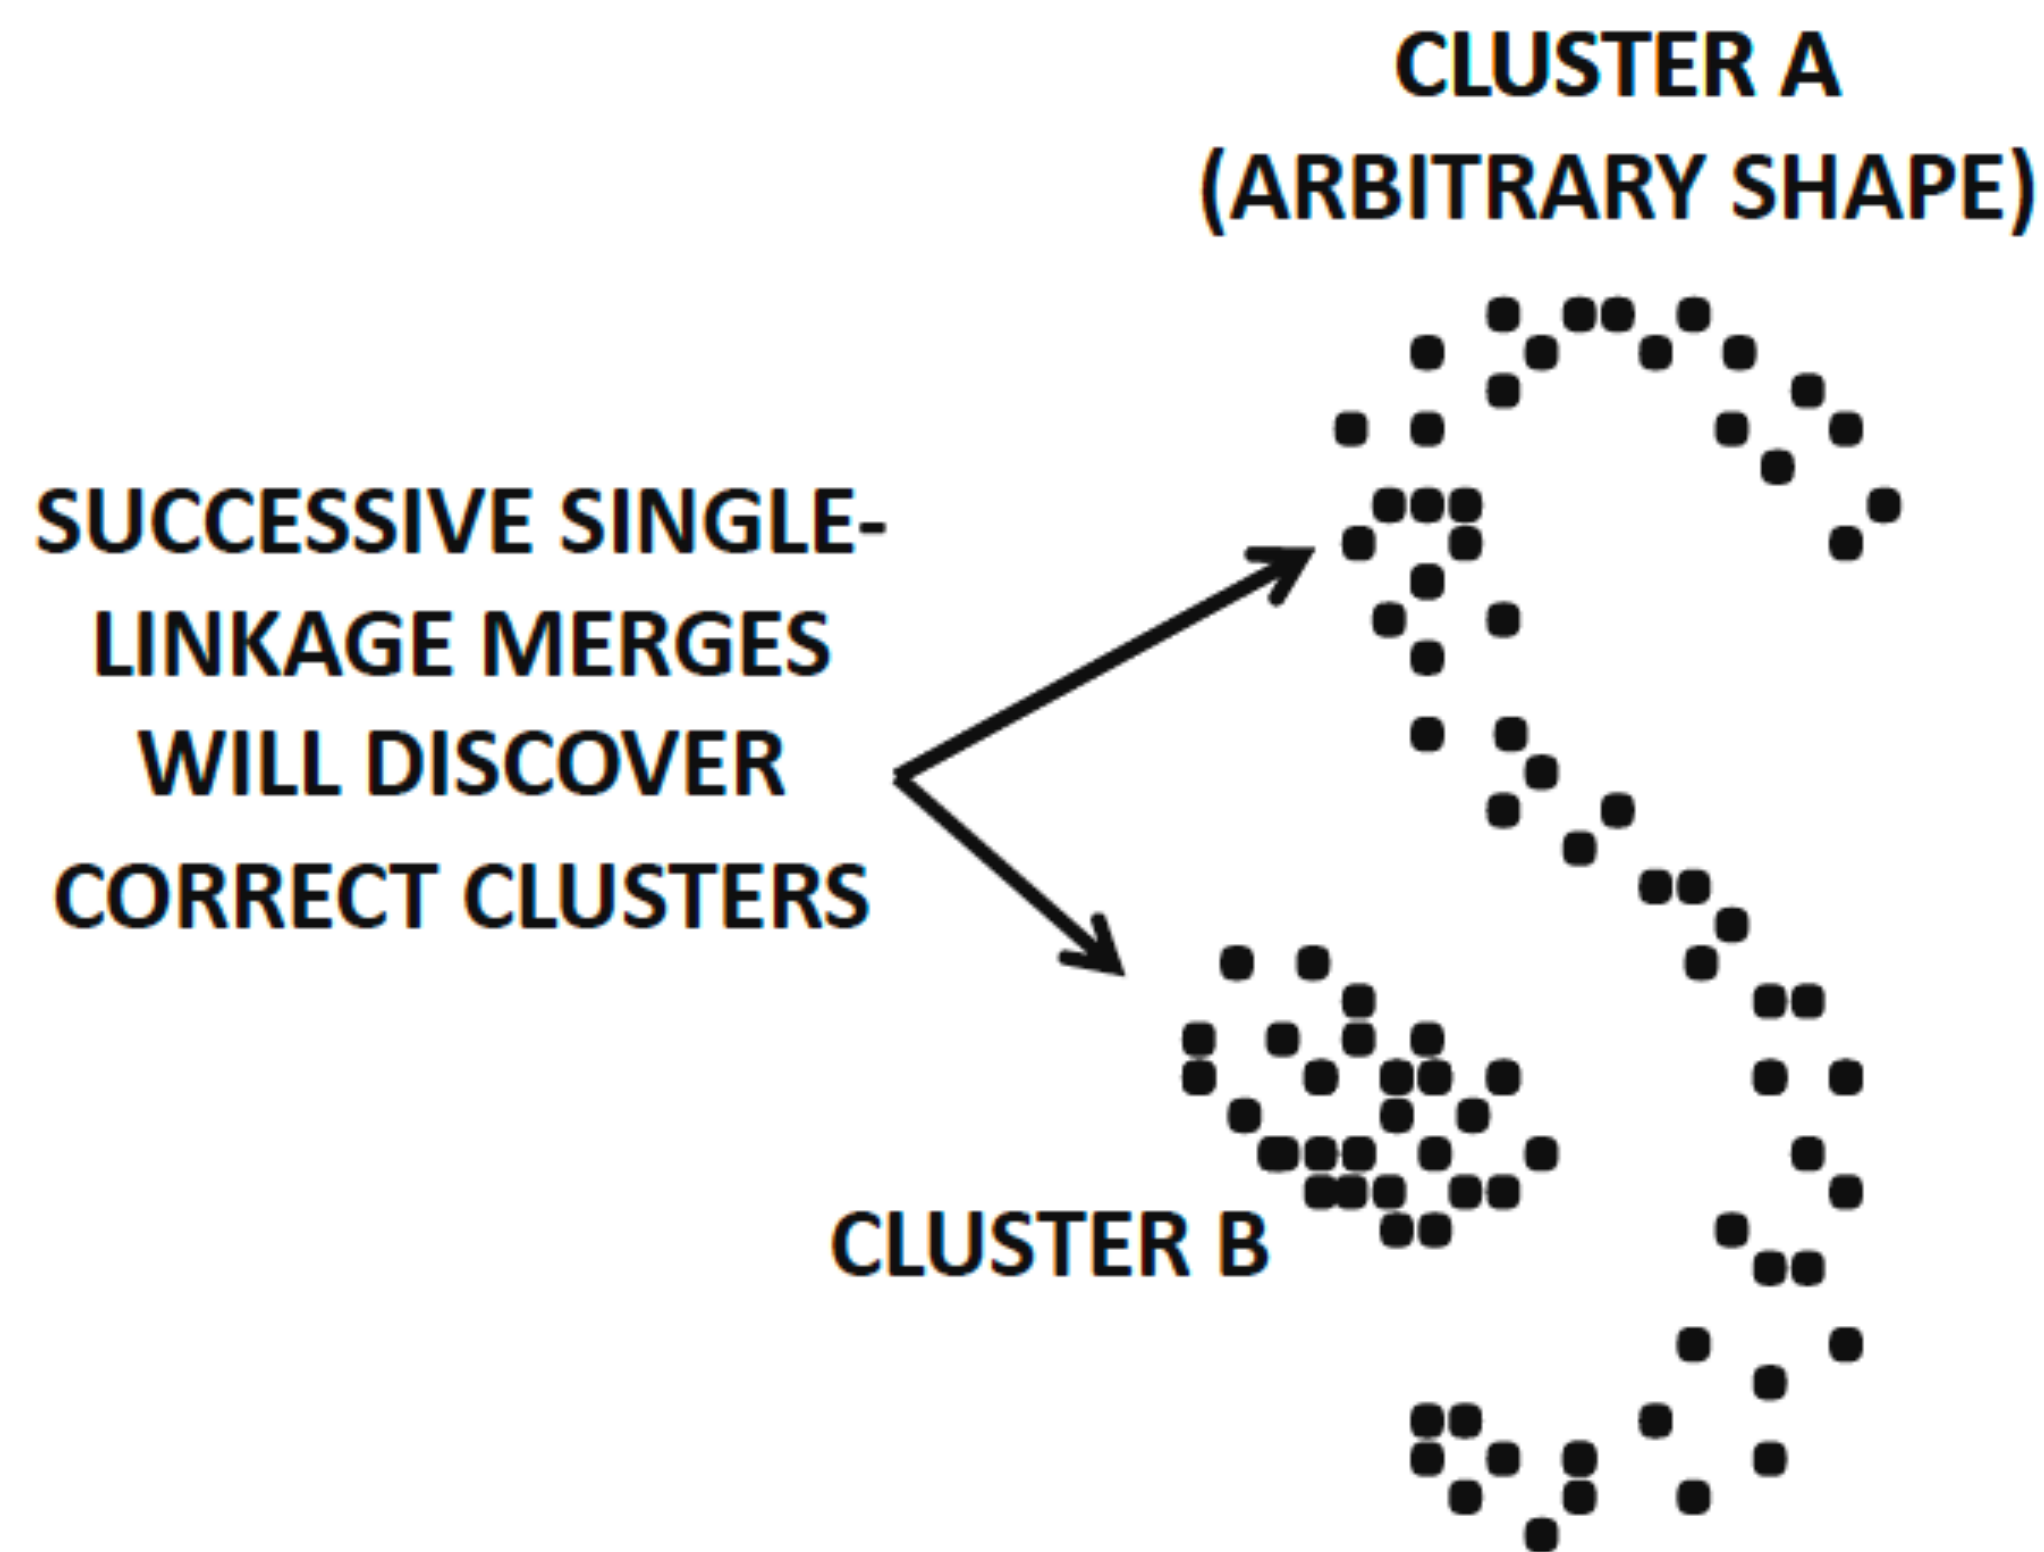 CLUSTER A
(ARBITRARY SHAPE)
SUCCESSIVE SINGLE-
LINKAGE MERGES
WILL DISCOVER
CORRECT CLUSTERS
CLUSTER B